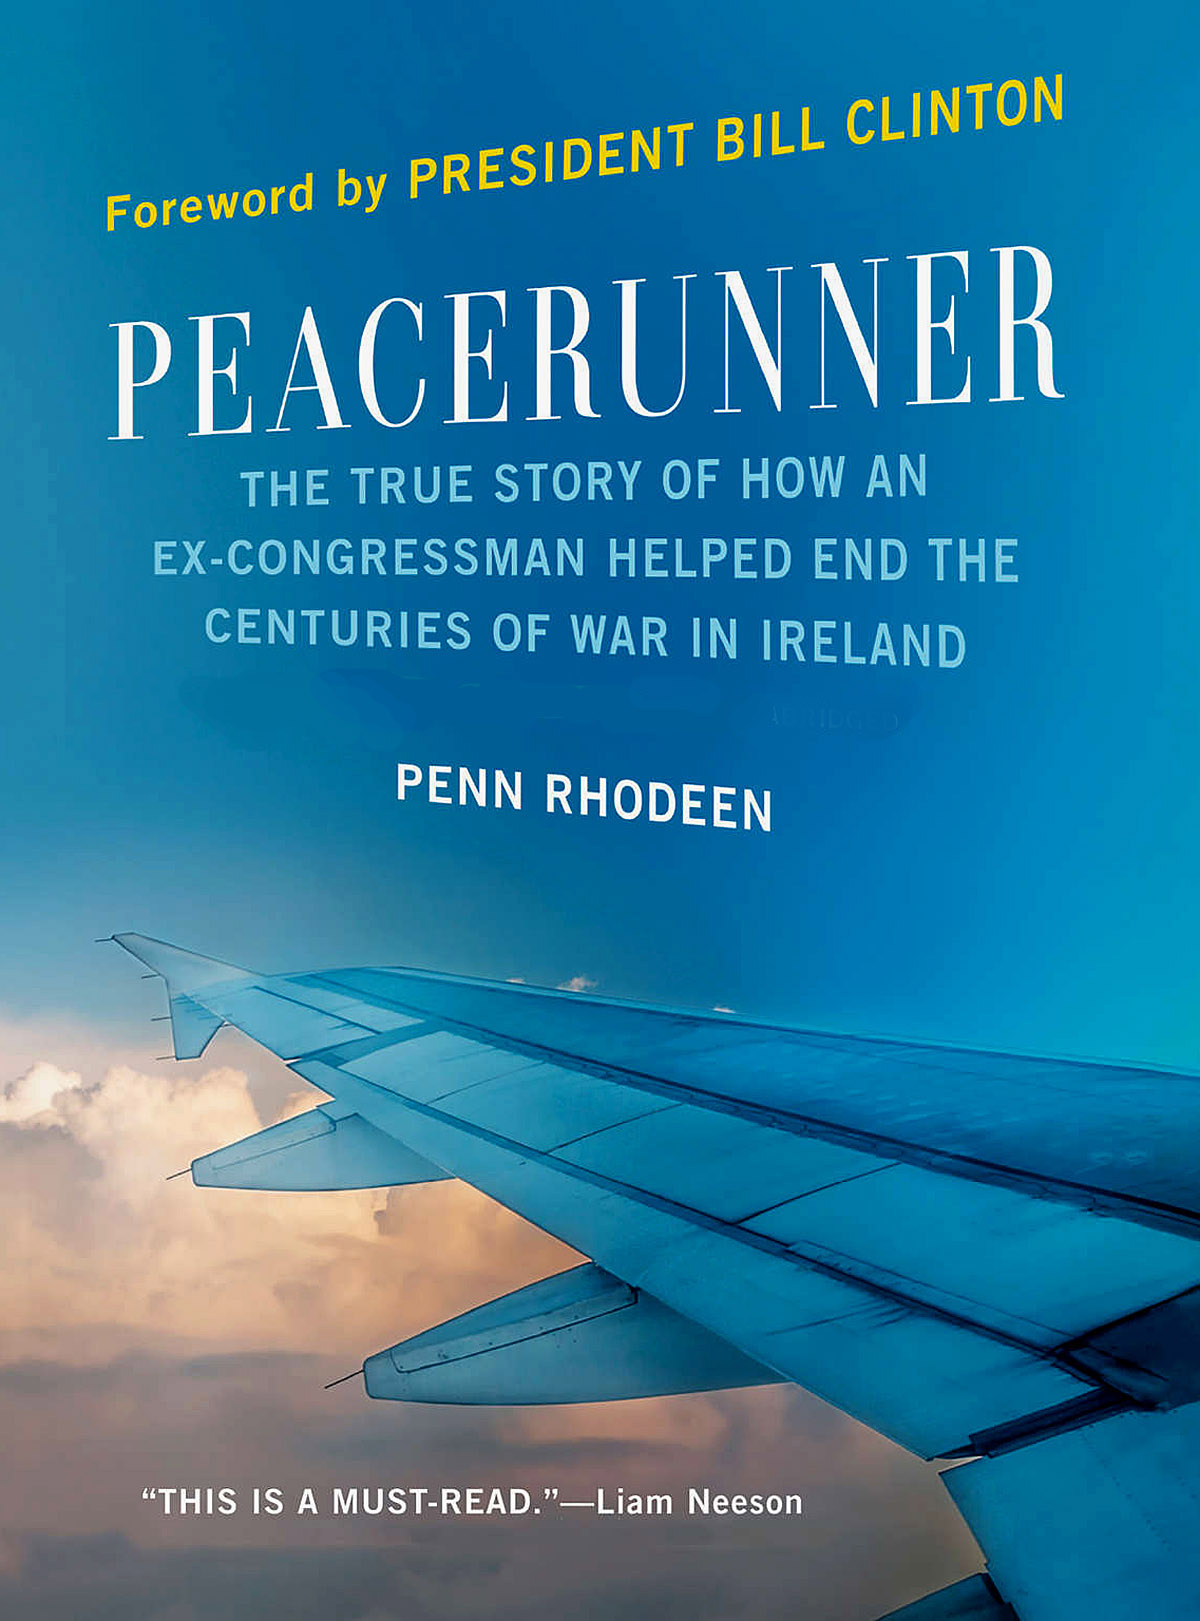 Foreword by PRESIDENT BILL CLINTON
PEACERUNNER
THE TRUE STORY OF HOW AN
EX-CONGRESSMAN HELPED END THE
CENTURIES OF WAR IN IRELAND
ABRIDGED
PENN RHODEEN
“THIS IS A MUST-READ.”—Liam Neeson